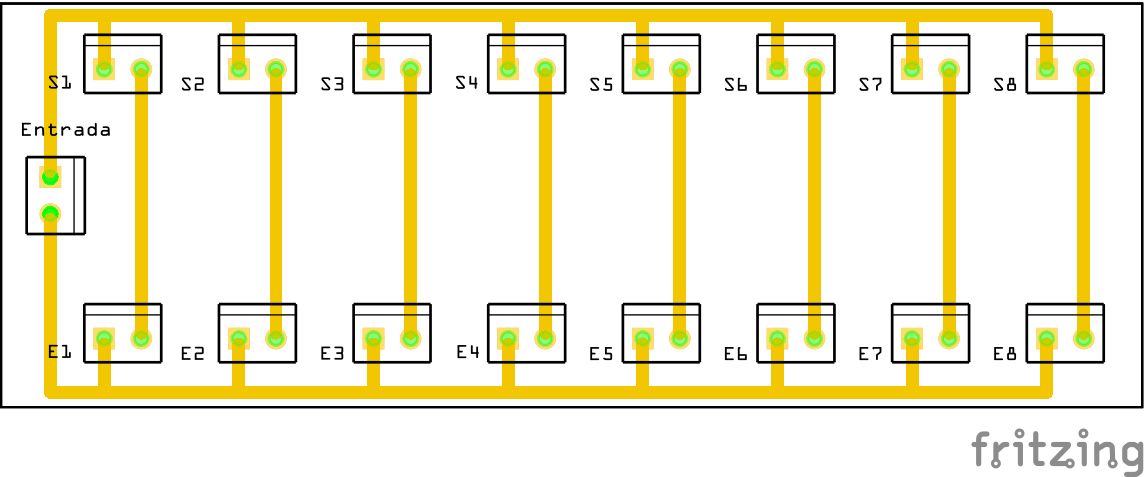 S1 S2 S3 S4 S5 S6 S7 S8
Entrada
E1 E2 E3 E4 E5 E6 E7 E8
fritzing